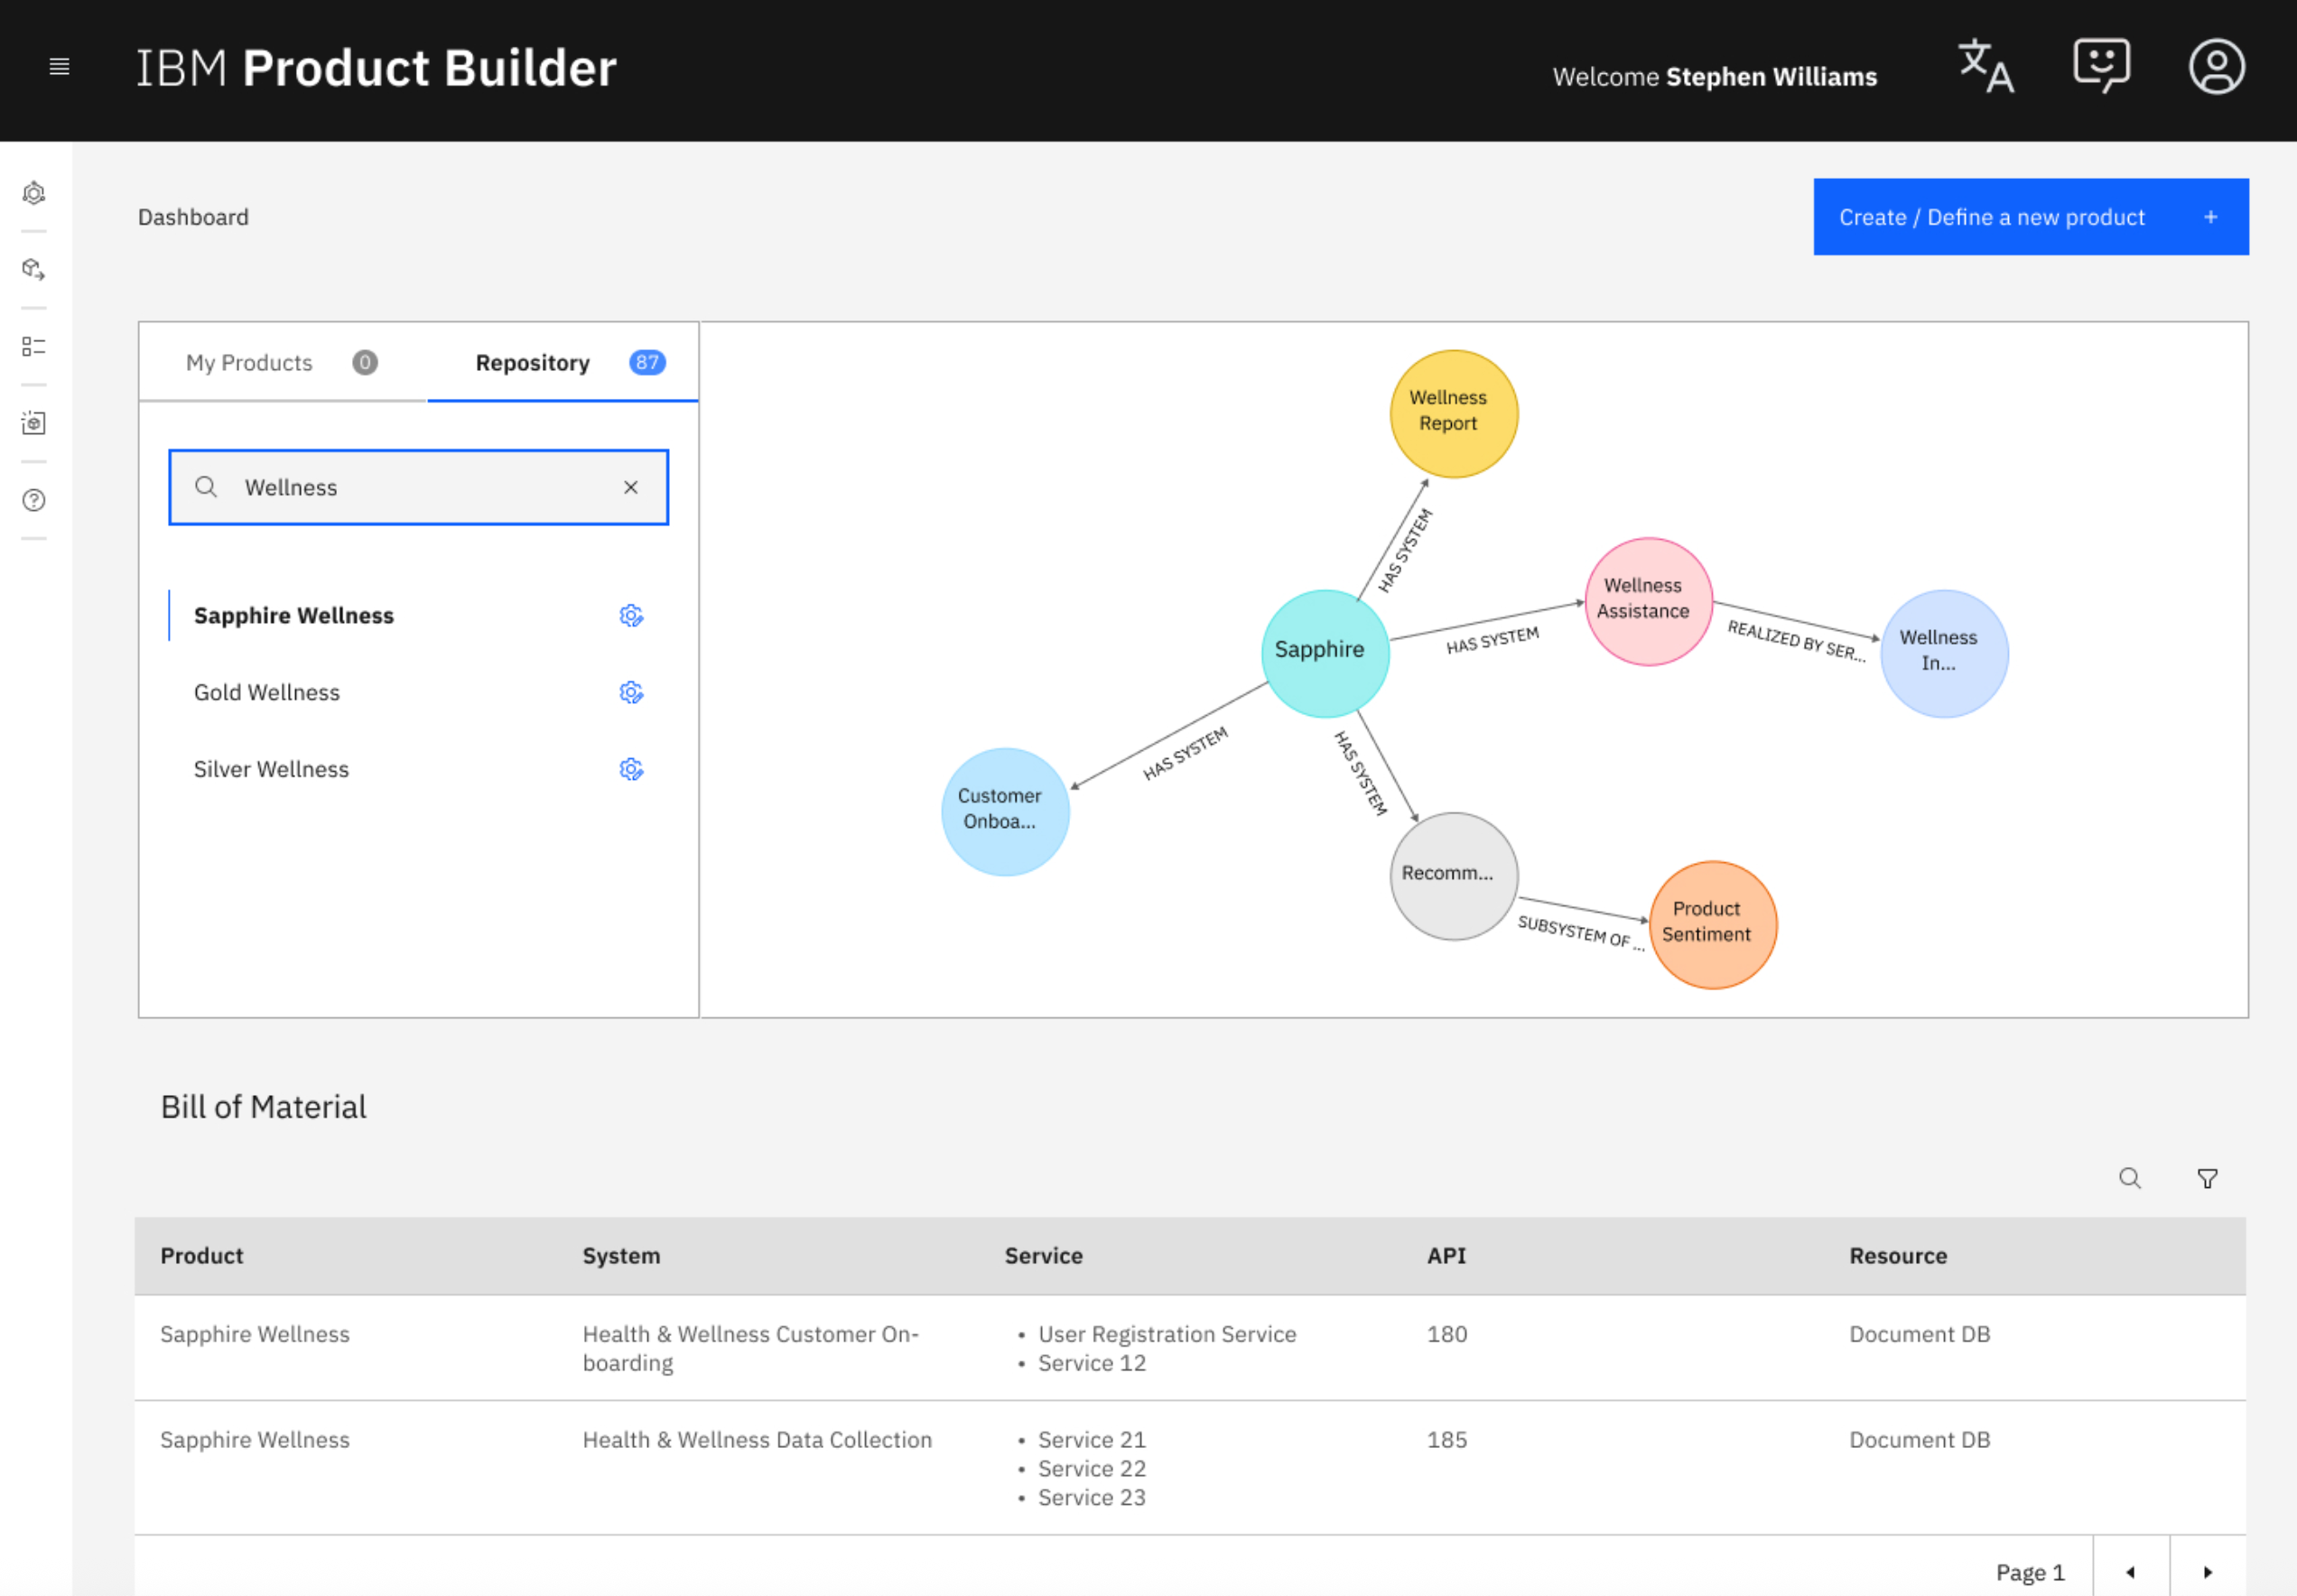 IBM Product Builder
Welcome Stephen Williams
文A
Dashboard
Create / Define a new product +
My Products 0
Repository 87
Wellness
Sapphire Wellness
Gold Wellness
Silver Wellness
Wellness
Report
HAS SYSTEM
Wellness
Assistance
Sapphire
HAS SYSTEM
REALIZED BY SER...
Wellness
In...
HAS SYSTEM
Customer
Onboa...
HAS SYSTEM
Recomm...
SUBSYSTEM OF ...
Product
Sentiment
Bill of Material
Product System Service API Resource
Sapphire Wellness
Health & Wellness Customer On-
boarding
• User Registration Service
• Service 12
180
Document DB
Sapphire Wellness
Health & Wellness Data Collection
• Service 21
• Service 22
• Service 23
185
Document DB
Page 1